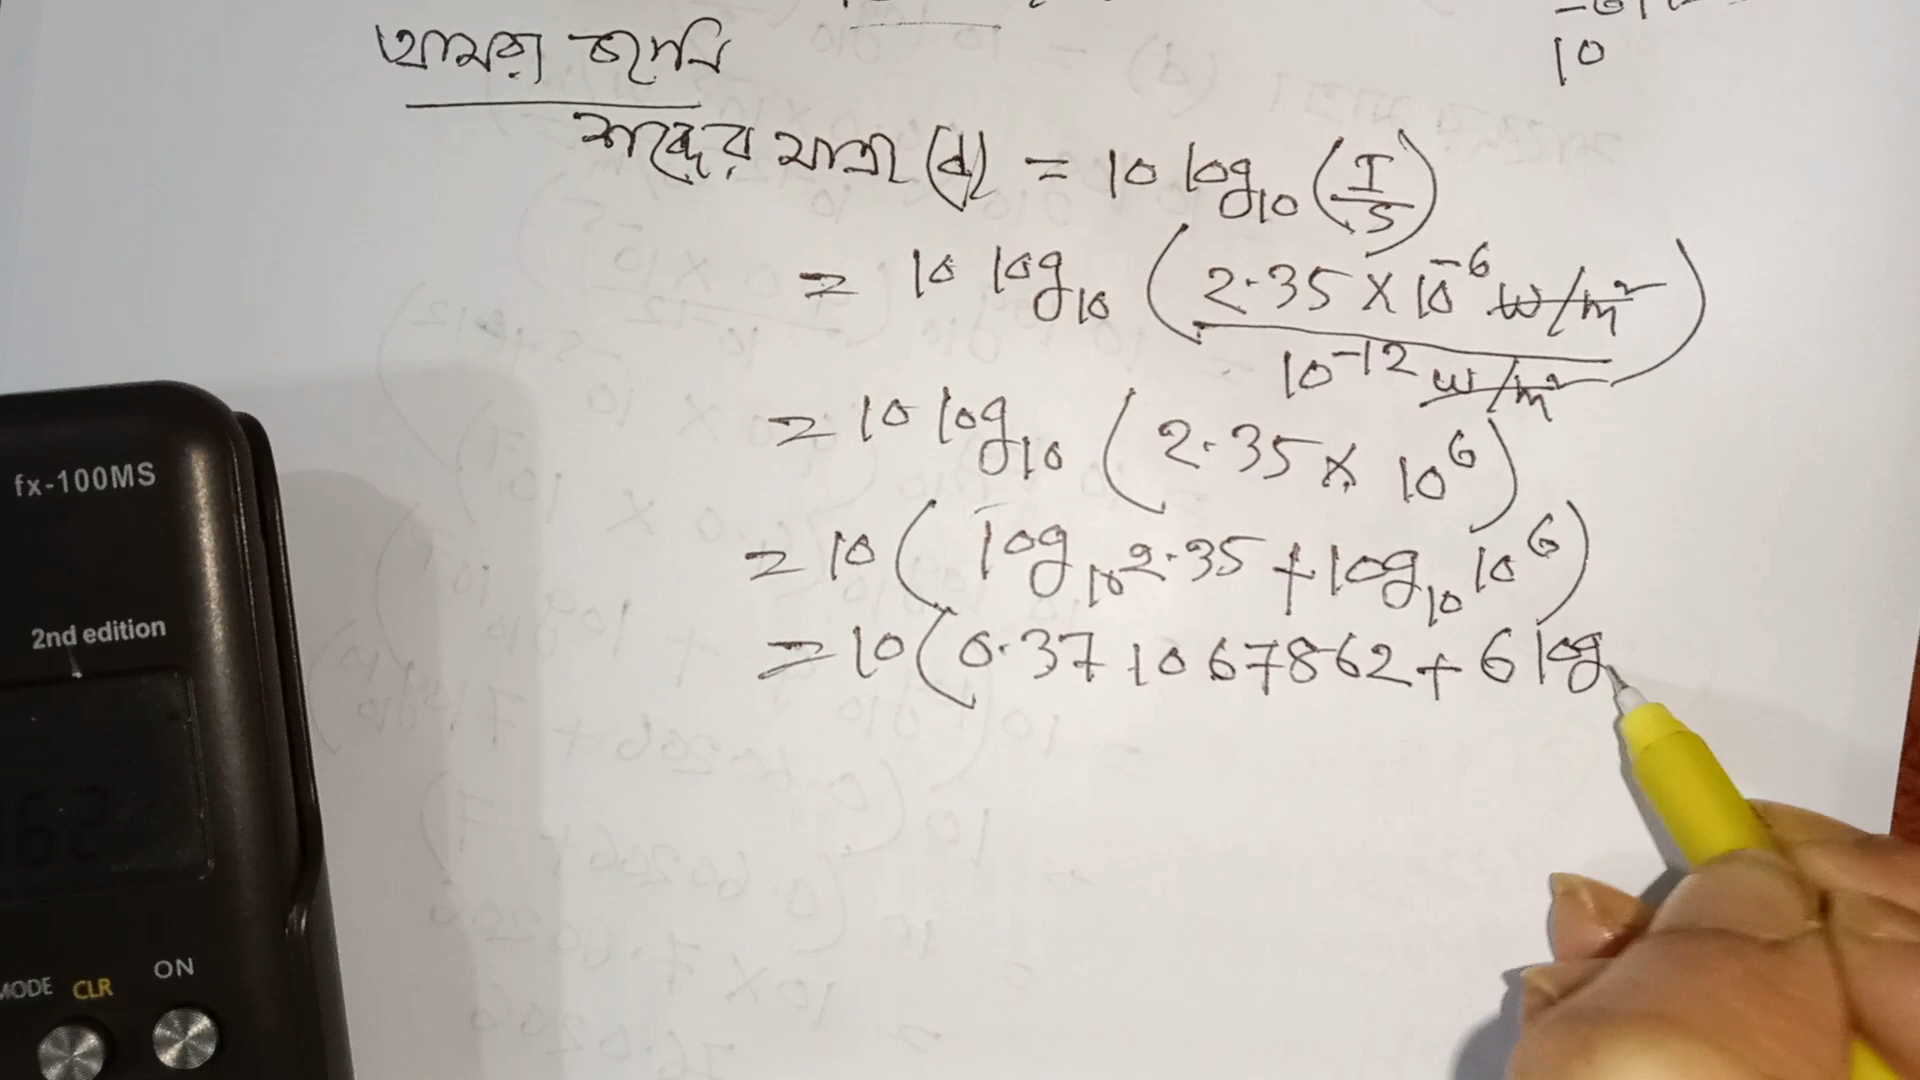 10
আমরা জানি
শব্দের মাত্রা (d) = 10 log₁₀ (I/S)
= 10 log₁₀ (2.35 × 10⁻⁶ w/m² / 10⁻¹² w/m²)
= 10 log₁₀ (2.35 × 10⁶)
= 10 (log₁₀ 2.35 + log₁₀ 10⁶)
= 10 (0.371067862 + 6 log
fx-100MS
2nd edition
62
MODE CLR ON